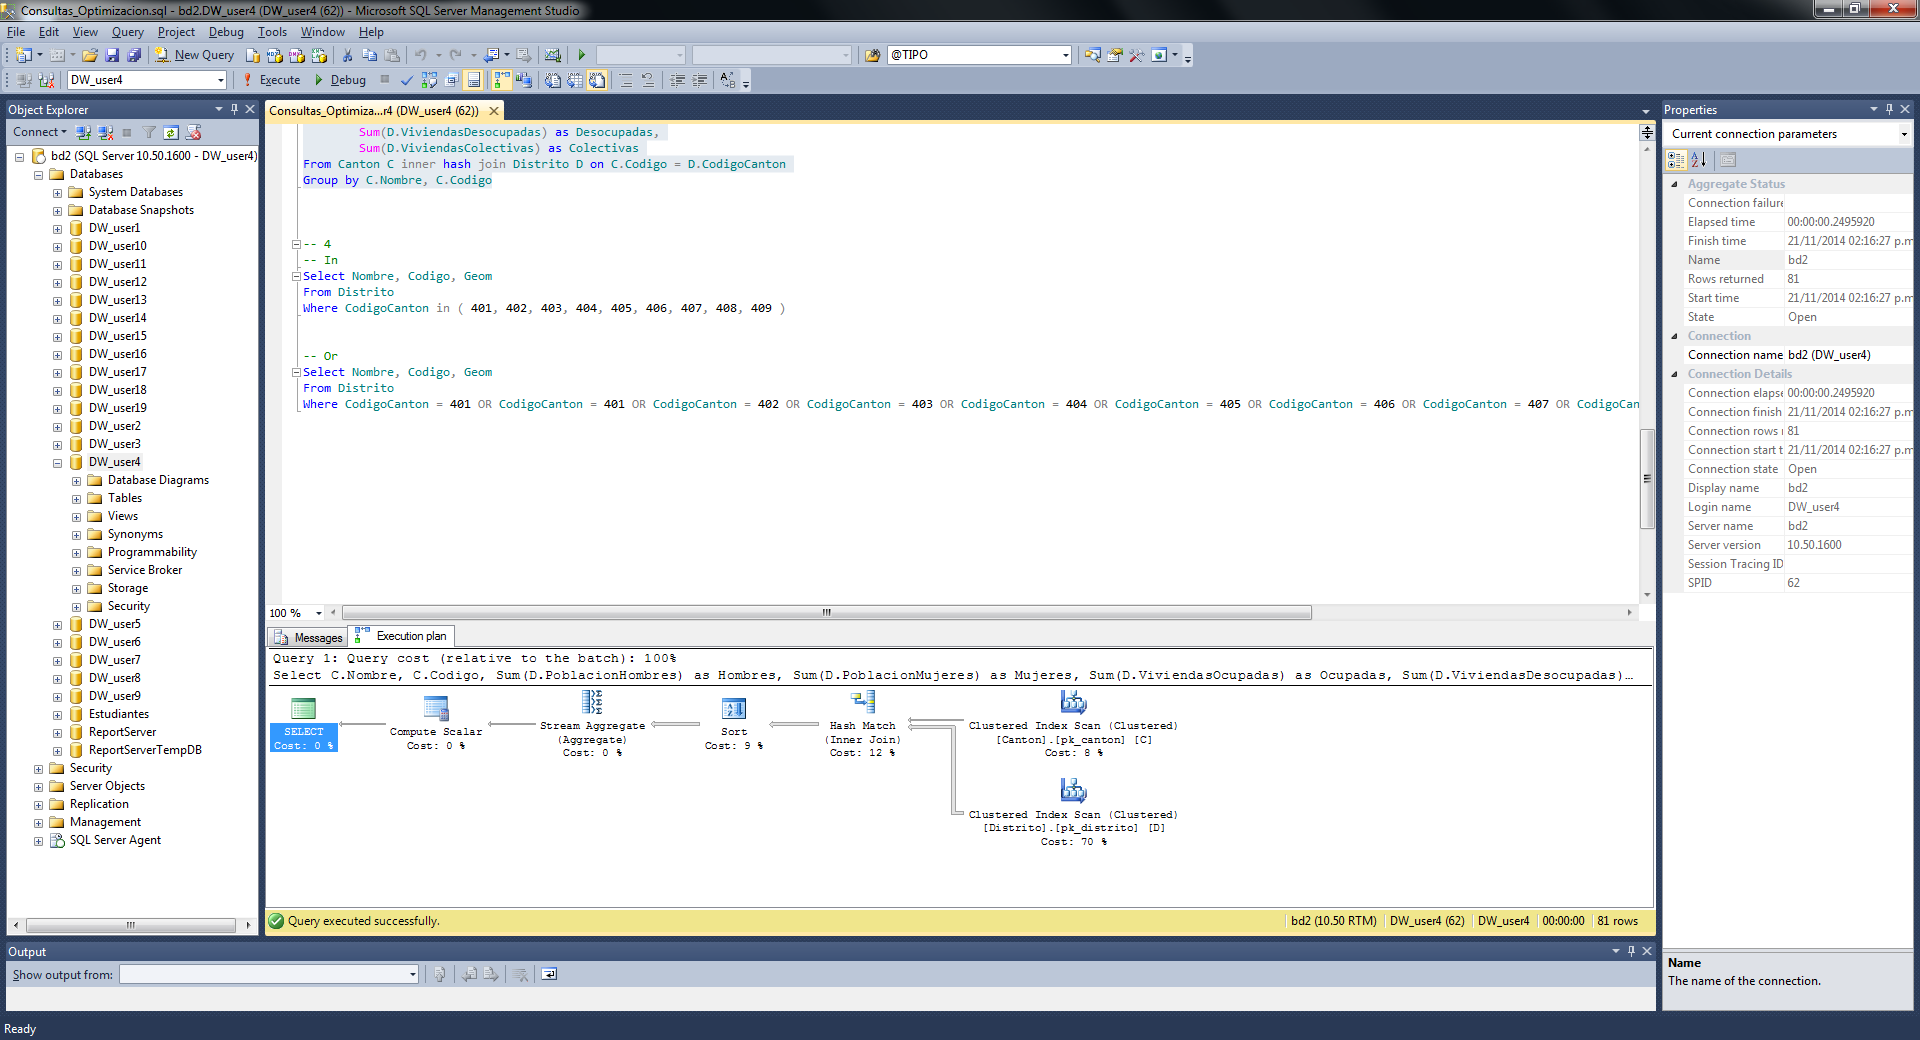 Consultas_Optimizacion.sql - bd2.DW_user4 (DW_user4 (62)) - Microsoft SQL Server Management Studio
File Edit View Query Project Debug Tools Window Help
New Query @TIPO
DW_user4 Execute Debug
Object Explorer
Connect
bd2 (SQL Server 10.50.1600 - DW_user4)
Databases
System Databases
Database Snapshots
DW_user1
DW_user10
DW_user11
DW_user12
DW_user13
DW_user14
DW_user15
DW_user16
DW_user17
DW_user18
DW_user19
DW_user2
DW_user3
DW_user4
Database Diagrams
Tables
Views
Synonyms
Programmability
Service Broker
Storage
Security
DW_user5
DW_user6
DW_user7
DW_user8
DW_user9
Estudiantes
ReportServer
ReportServerTempDB
Security
Server Objects
Replication
Management
SQL Server Agent
Consultas_Optimiza...r4 (DW_user4 (62))
Sum(D.ViviendasDesocupadas) as Desocupadas,
Sum(D.ViviendasColectivas) as Colectivas
From Canton C inner hash join Distrito D on C.Codigo = D.CodigoCanton
Group by C.Nombre, C.Codigo
-- 4
-- In
Select Nombre, Codigo, Geom
From Distrito
Where CodigoCanton in ( 401, 402, 403, 404, 405, 406, 407, 408, 409 )
-- Or
Select Nombre, Codigo, Geom
From Distrito
Where CodigoCanton = 401 OR CodigoCanton = 401 OR CodigoCanton = 402 OR CodigoCanton = 403 OR CodigoCanton = 404 OR CodigoCanton = 405 OR CodigoCanton = 406 OR CodigoCanton = 407 OR CodigoCan
100 %
Messages Execution plan
Query 1: Query cost (relative to the batch): 100%
Select C.Nombre, C.Codigo, Sum(D.PoblacionHombres) as Hombres, Sum(D.PoblacionMujeres) as Mujeres, Sum(D.ViviendasOcupadas) as Ocupadas, Sum(D.ViviendasDesocupadas)...
SELECT
Cost: 0 %
Compute Scalar
Cost: 0 %
Stream Aggregate
(Aggregate)
Cost: 0 %
Sort
Cost: 9 %
Hash Match
(Inner Join)
Cost: 12 %
Clustered Index Scan (Clustered)
[Canton].[pk_canton] [C]
Cost: 8 %
Clustered Index Scan (Clustered)
[Distrito].[pk_distrito] [D]
Cost: 70 %
Query executed successfully.
bd2 (10.50 RTM) DW_user4 (62) DW_user4 00:00:00 81 rows
Properties
Current connection parameters
Aggregate Status
Connection failure
Elapsed time 00:00:00.2495920
Finish time 21/11/2014 02:16:27 p.m
Name bd2
Rows returned 81
Start time 21/11/2014 02:16:27 p.m
State Open
Connection
Connection name bd2 (DW_user4)
Connection Details
Connection elapse 00:00:00.2495920
Connection finish 21/11/2014 02:16:27 p.m
Connection rows r 81
Connection start t 21/11/2014 02:16:27 p.m
Connection state Open
Display name bd2
Login name DW_user4
Server name bd2
Server version 10.50.1600
Session Tracing ID
SPID 62
Name
The name of the connection.
Output
Show output from:
Ready